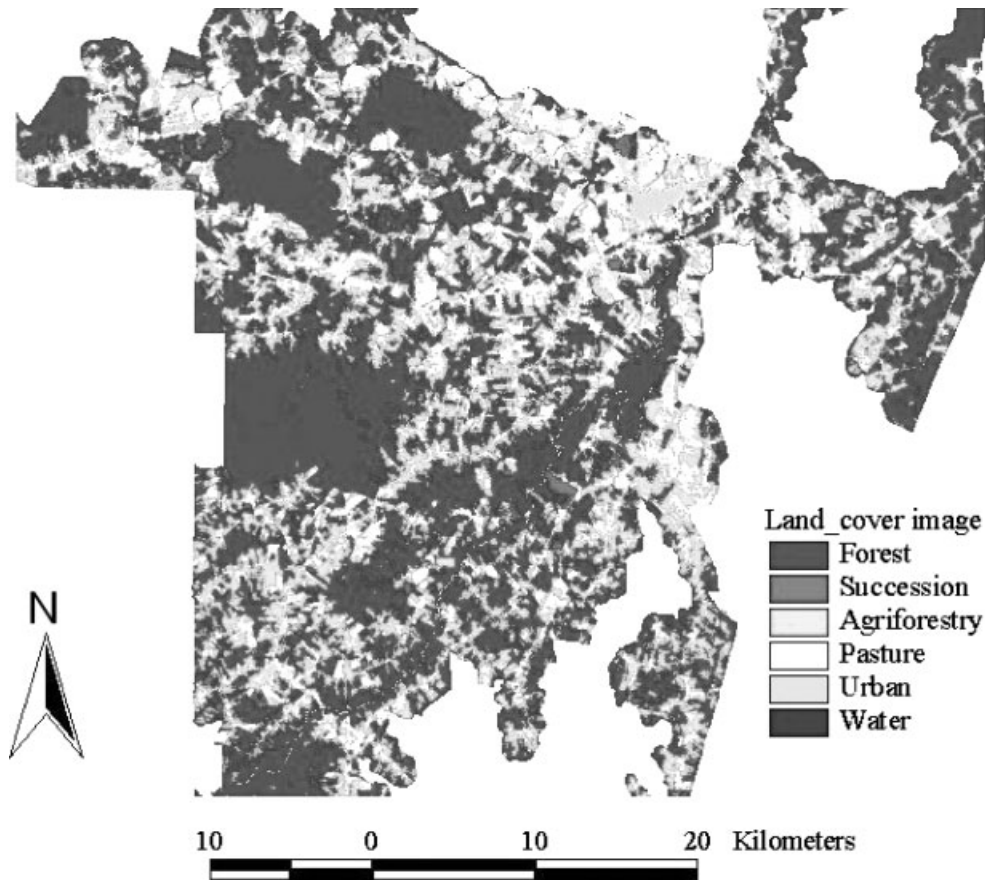 Land_cover image
Forest
Succession
Agriforestry
Pasture
Urban
Water
N
10 0 10 20 Kilometers